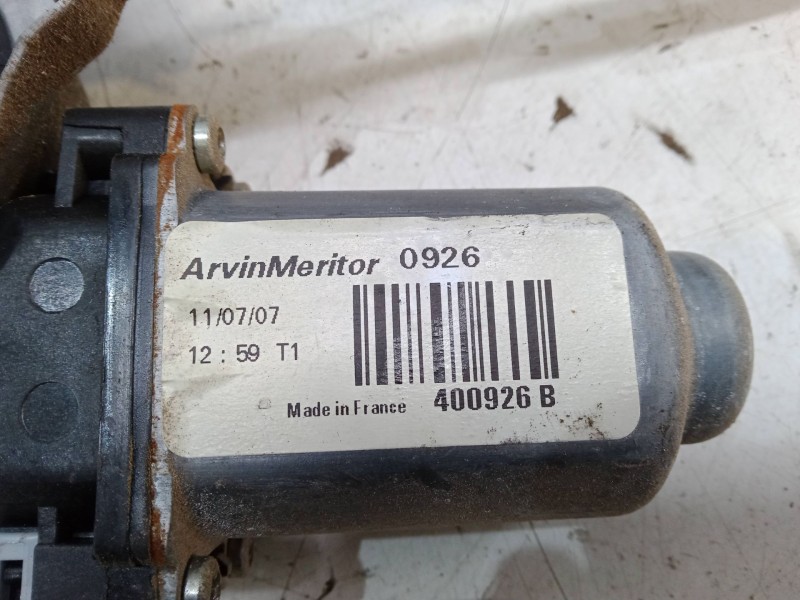 ArvinMeritor 0926
11/07/07
12 : 59 T1
Made in France 400926 B